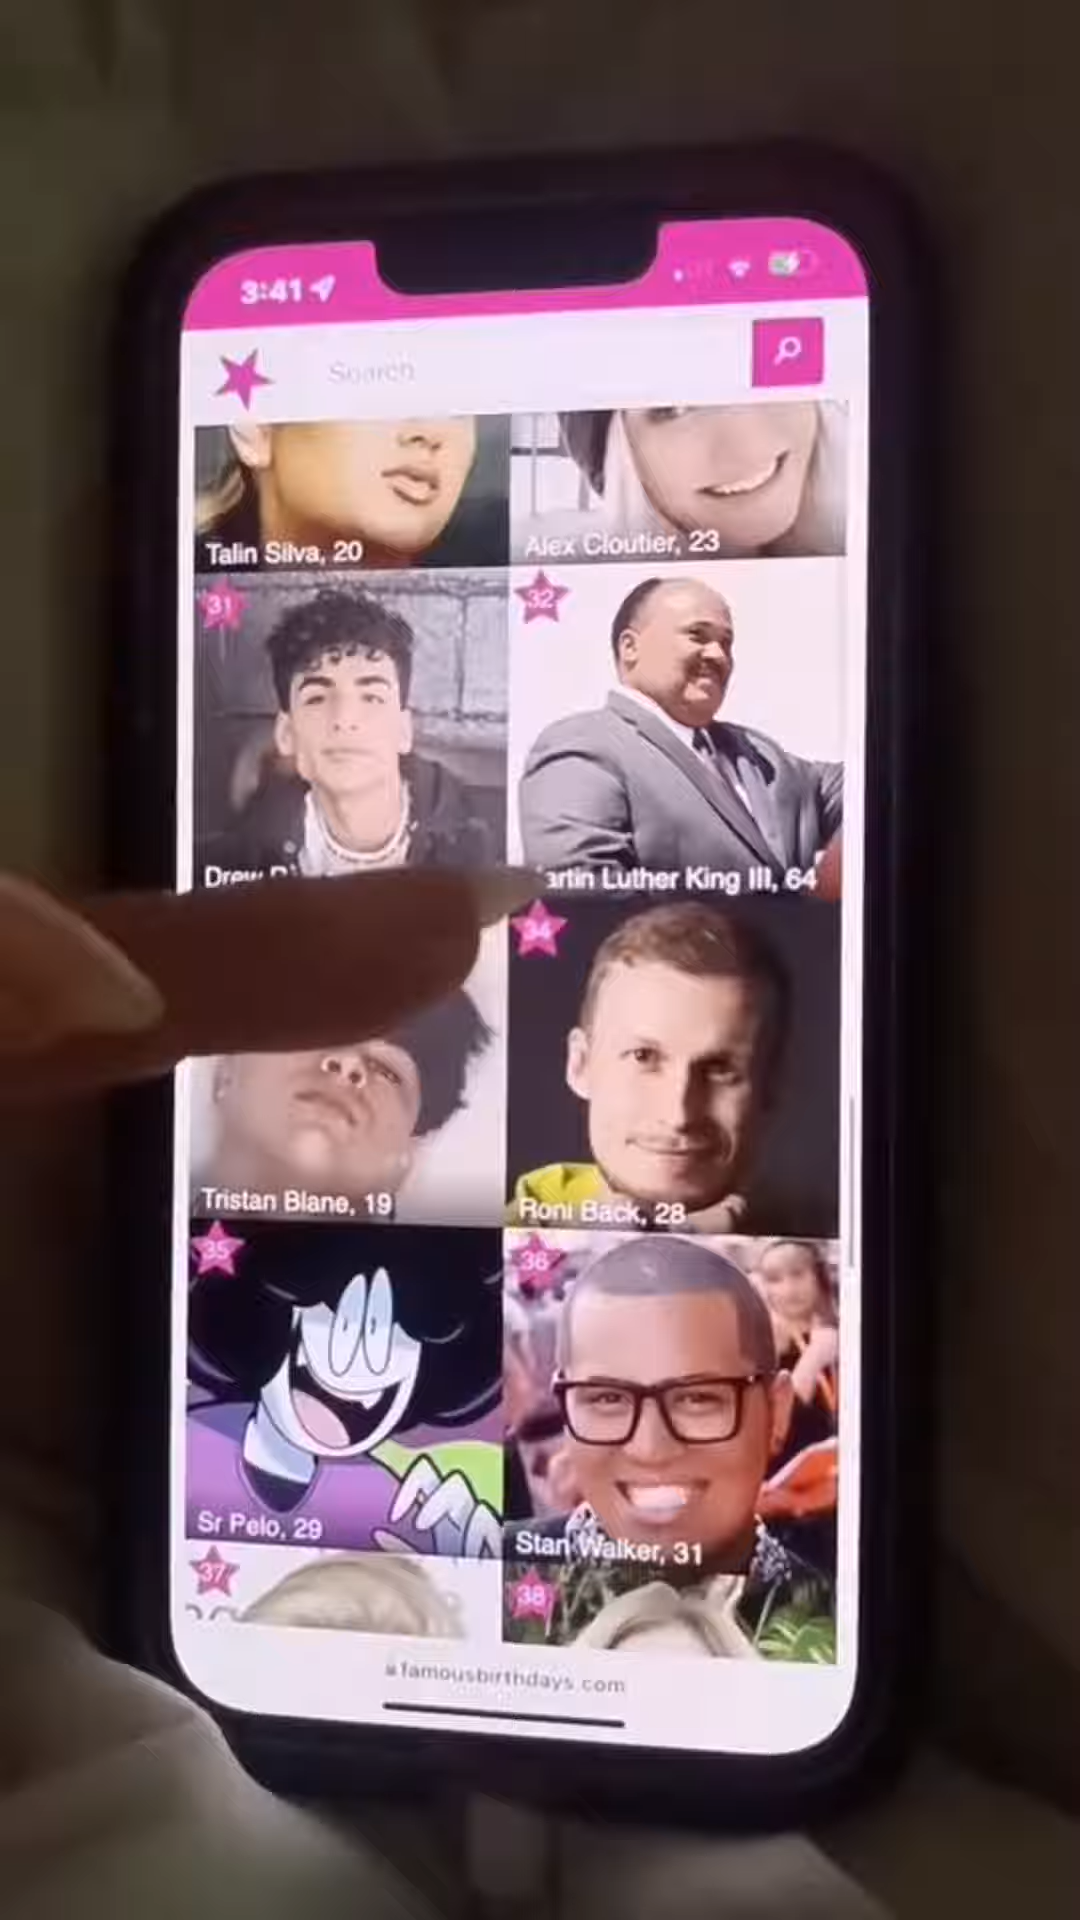 3:41
Search
Talin Silva, 20
Alex Cloutier, 23
31
32
Drew
artin Luther King III, 64
34
Tristan Blane, 19
Roni Back, 28
35
36
Sr Pelo, 29
Stan Walker, 31
37
38
famousbirthdays.com